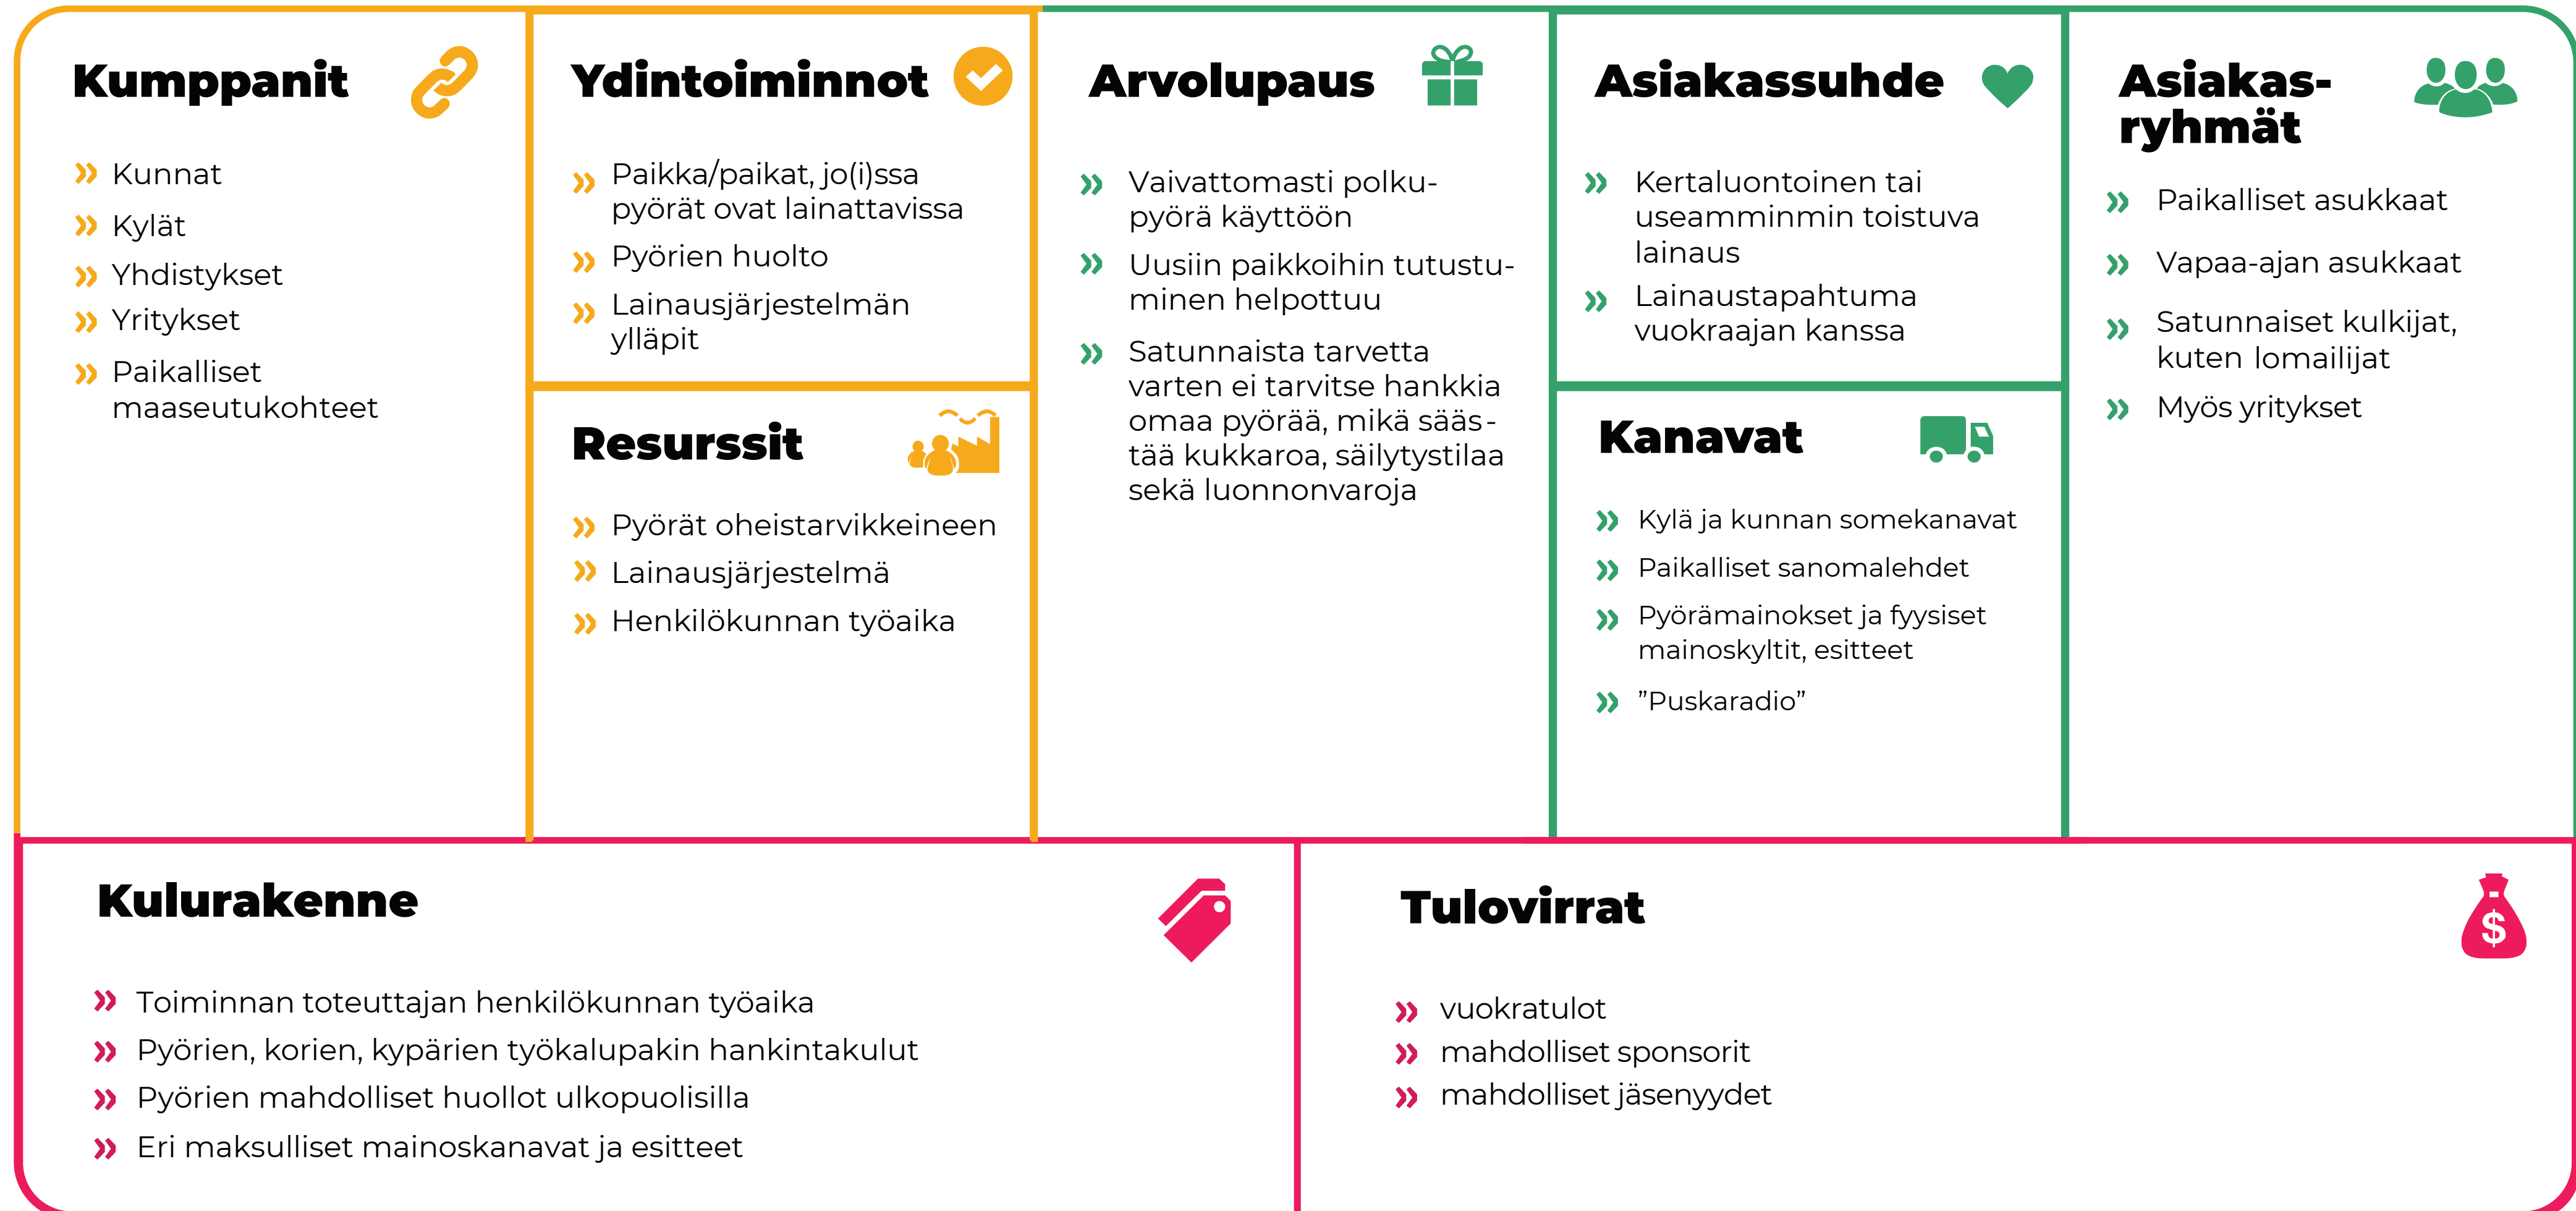 Kumppanit
Kunnat
Kylät
Yhdistykset
Yritykset
Paikalliset
maaseutukohteet
Ydintoiminnot
Paikka/paikat, jo(i)ssa
pyörät ovat lainattavissa
Pyörien huolto
Lainausjärjestelmän
ylläpit
Resurssit
Pyörät oheistarvikkeineen
Lainausjärjestelmä
Henkilökunnan työaika
Arvolupaus
Vaivattomasti polku-
pyörä käyttöön
Uusiin paikkoihin tutustu-
minen helpottuu
Satunnaista tarvetta
varten ei tarvitse hankkia
omaa pyörää, mikä sääs-
tää kukkaroa, säilytystilaa
sekä luonnonvaroja
Asiakassuhde
Kertaluontoinen tai
useamminmin toistuva
lainaus
Lainaustapahtuma
vuokraajan kanssa
Kanavat
Kylä ja kunnan somekanavat
Paikalliset sanomalehdet
Pyörämainokset ja fyysiset
mainoskyltit, esitteet
”Puskaradio”
Asiakas-
ryhmät
Paikalliset asukkaat
Vapaa-ajan asukkaat
Satunnaiset kulkijat,
kuten lomailijat
Myös yritykset
Kulurakenne
Toiminnan toteuttajan henkilökunnan työaika
Pyörien, korien, kypärien työkalupakin hankintakulut
Pyörien mahdolliset huollot ulkopuolisilla
Eri maksulliset mainoskanavat ja esitteet
Tulovirrat
$
vuokratulot
mahdolliset sponsorit
mahdolliset jäsenyydet